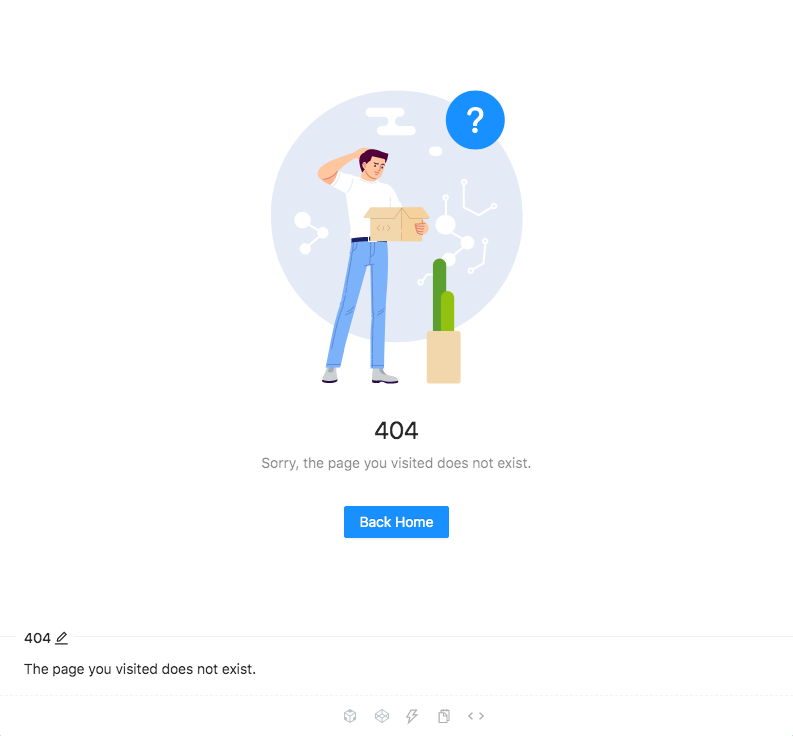 ?
404
Sorry, the page you visited does not exist.
Back Home
404
The page you visited does not exist.